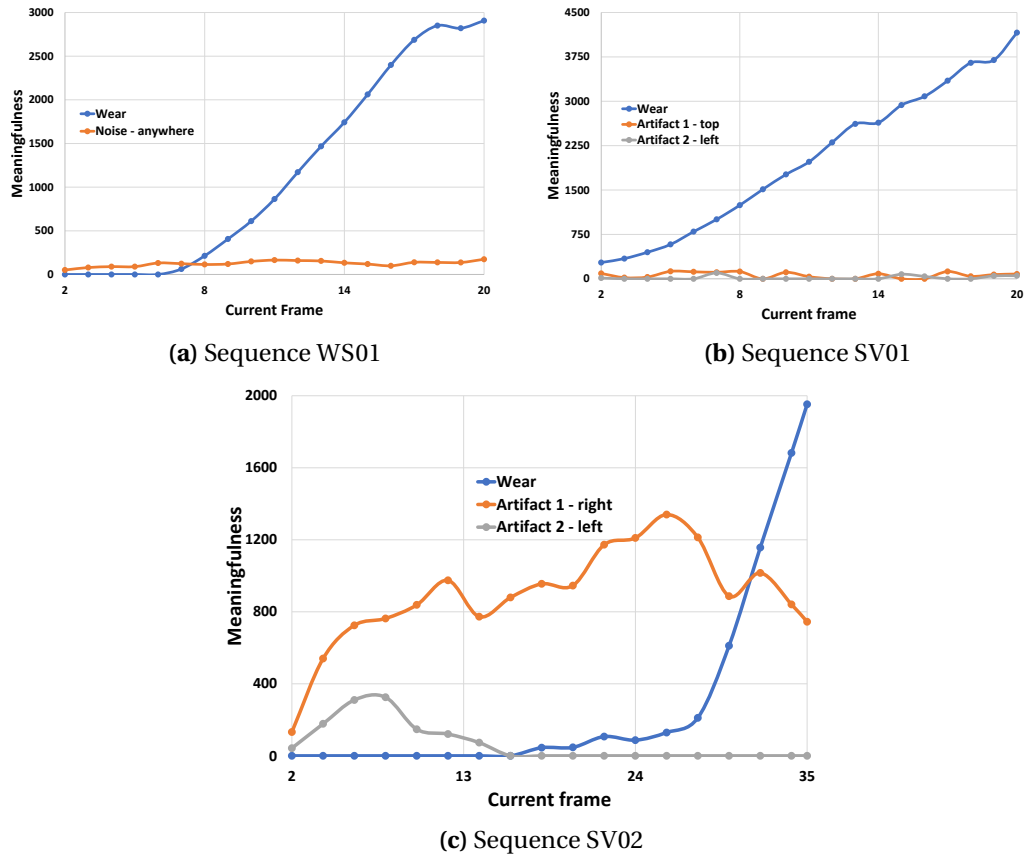 3000
2500
2000
1500
1000
500
0
Meaningfulness
Wear
Noise - anywhere
2 8 14 20
Current Frame
(a) Sequence WS01
4500
3750
3000
2250
1500
750
0
Meaningfulness
Wear
Artifact 1 - top
Artifact 2 - left
2 8 14 20
Current frame
(b) Sequence SV01
2000
1600
1200
800
400
0
Meaningfulness
Wear
Artifact 1 - right
Artifact 2 - left
2 13 24 35
Current frame
(c) Sequence SV02